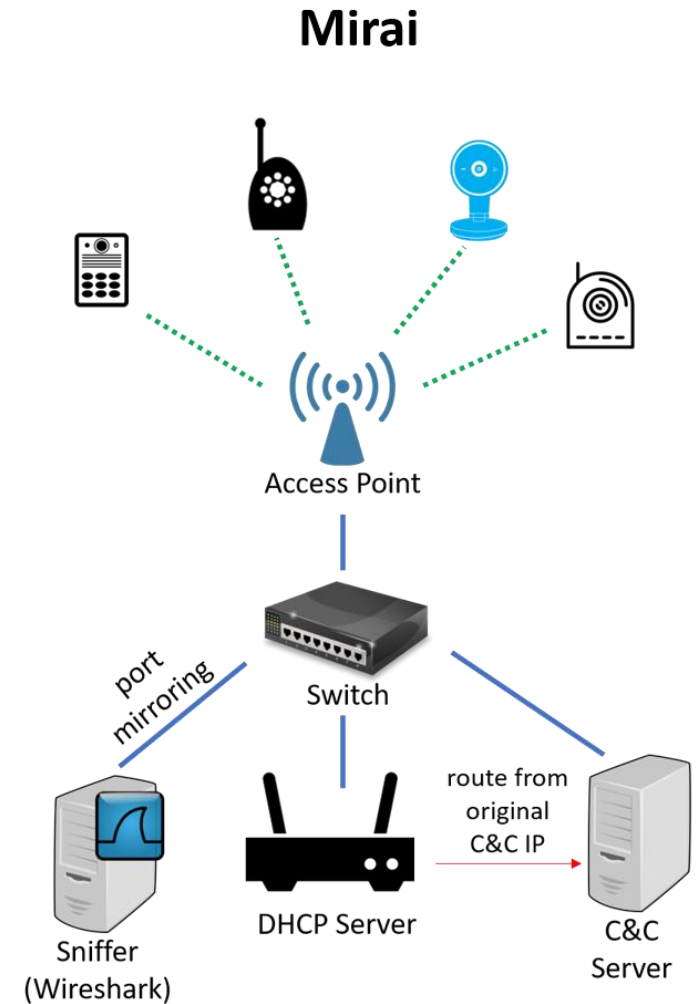 Mirai
Access Point
port
mirroring
Switch
route from
original
C&C IP
DHCP Server
C&C
Server
Sniffer
(Wireshark)